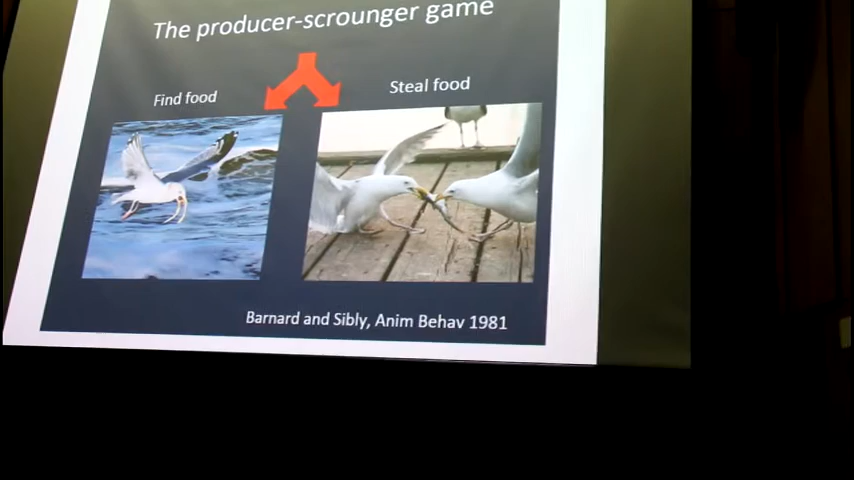 The producer-scrounger game
Find food
Steal food
Barnard and Sibly, Anim Behav 1981